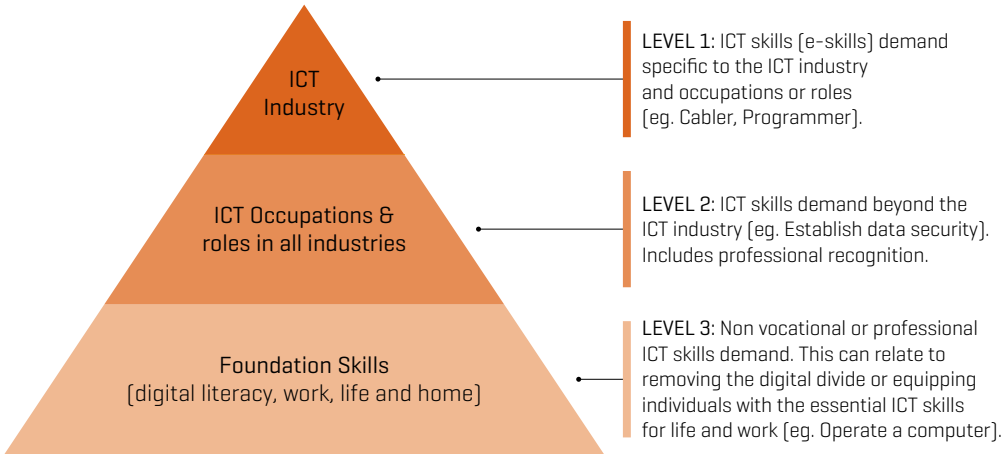 ICT
Industry
LEVEL 1: ICT skills (e-skills) demand
specific to the ICT industry
and occupations or roles
(eg. Cabler, Programmer).
ICT Occupations &
roles in all industries
LEVEL 2: ICT skills demand beyond the
ICT industry (eg. Establish data security).
Includes professional recognition.
Foundation Skills
(digital literacy, work, life and home)
LEVEL 3: Non vocational or professional
ICT skills demand. This can relate to
removing the digital divide or equipping
individuals with the essential ICT skills
for life and work (eg. Operate a computer).